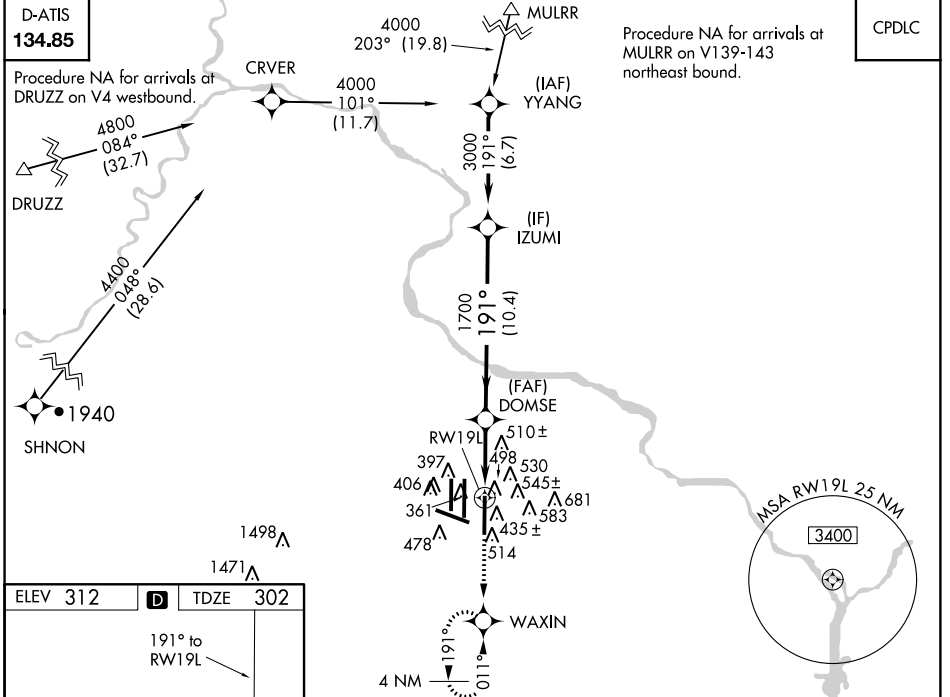 D-ATIS
134.85
Procedure NA for arrivals at
DRUZZ on V4 westbound.
4000
203° (19.8)
MULRR
Procedure NA for arrivals at
MULRR on V139-143
northeast bound.
CPDLC
CRVER
4000
101°
(11.7)
(IAF)
YYANG
4800
084°
(32.7)
DRUZZ
3000
191°
(6.7)
(IF)
IZUMI
4400
048°
(28.6)
1700
191°
(10.4)
1940
SHNON
(FAF)
DOMSE
RW19L
510±
498
397
530
406
545±
681
361
583
435±
478
514
1498
1471
MSA RW19L 25 NM
3400
ELEV 312
D
TDZE 302
191° to
RW19L
WAXIN
191°
011°
4 NM